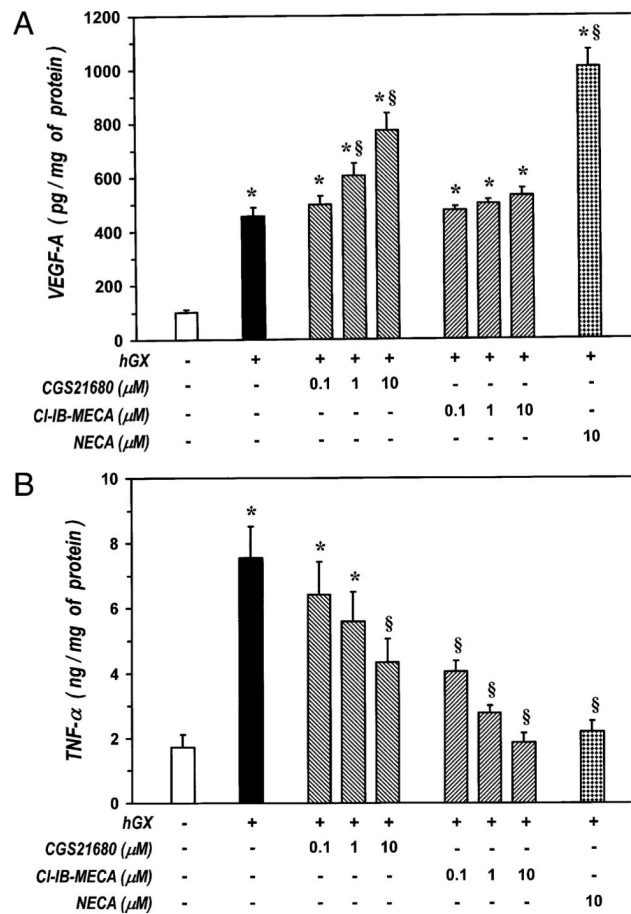 A
1200
1000
800
600
400
200
0
VEGF-A ( pg / mg of protein )
* * *§ *§ * * * *§
hGX - + + + + + + + +
CGS21680 (μM) - - 0.1 1 10 - - - -
Cl-IB-MECA (μM) - - - - - 0.1 1 10 -
NECA (μM) - - - - - - - - 10
B
10
8
6
4
2
0
TNF-α ( ng / mg of protein )
* * * § § § § §
hGX - + + + + + + + +
CGS21680 (μM) - - 0.1 1 10 - - - -
Cl-IB-MECA (μM) - - - - - 0.1 1 10 -
NECA (μM) - - - - - - - - 10